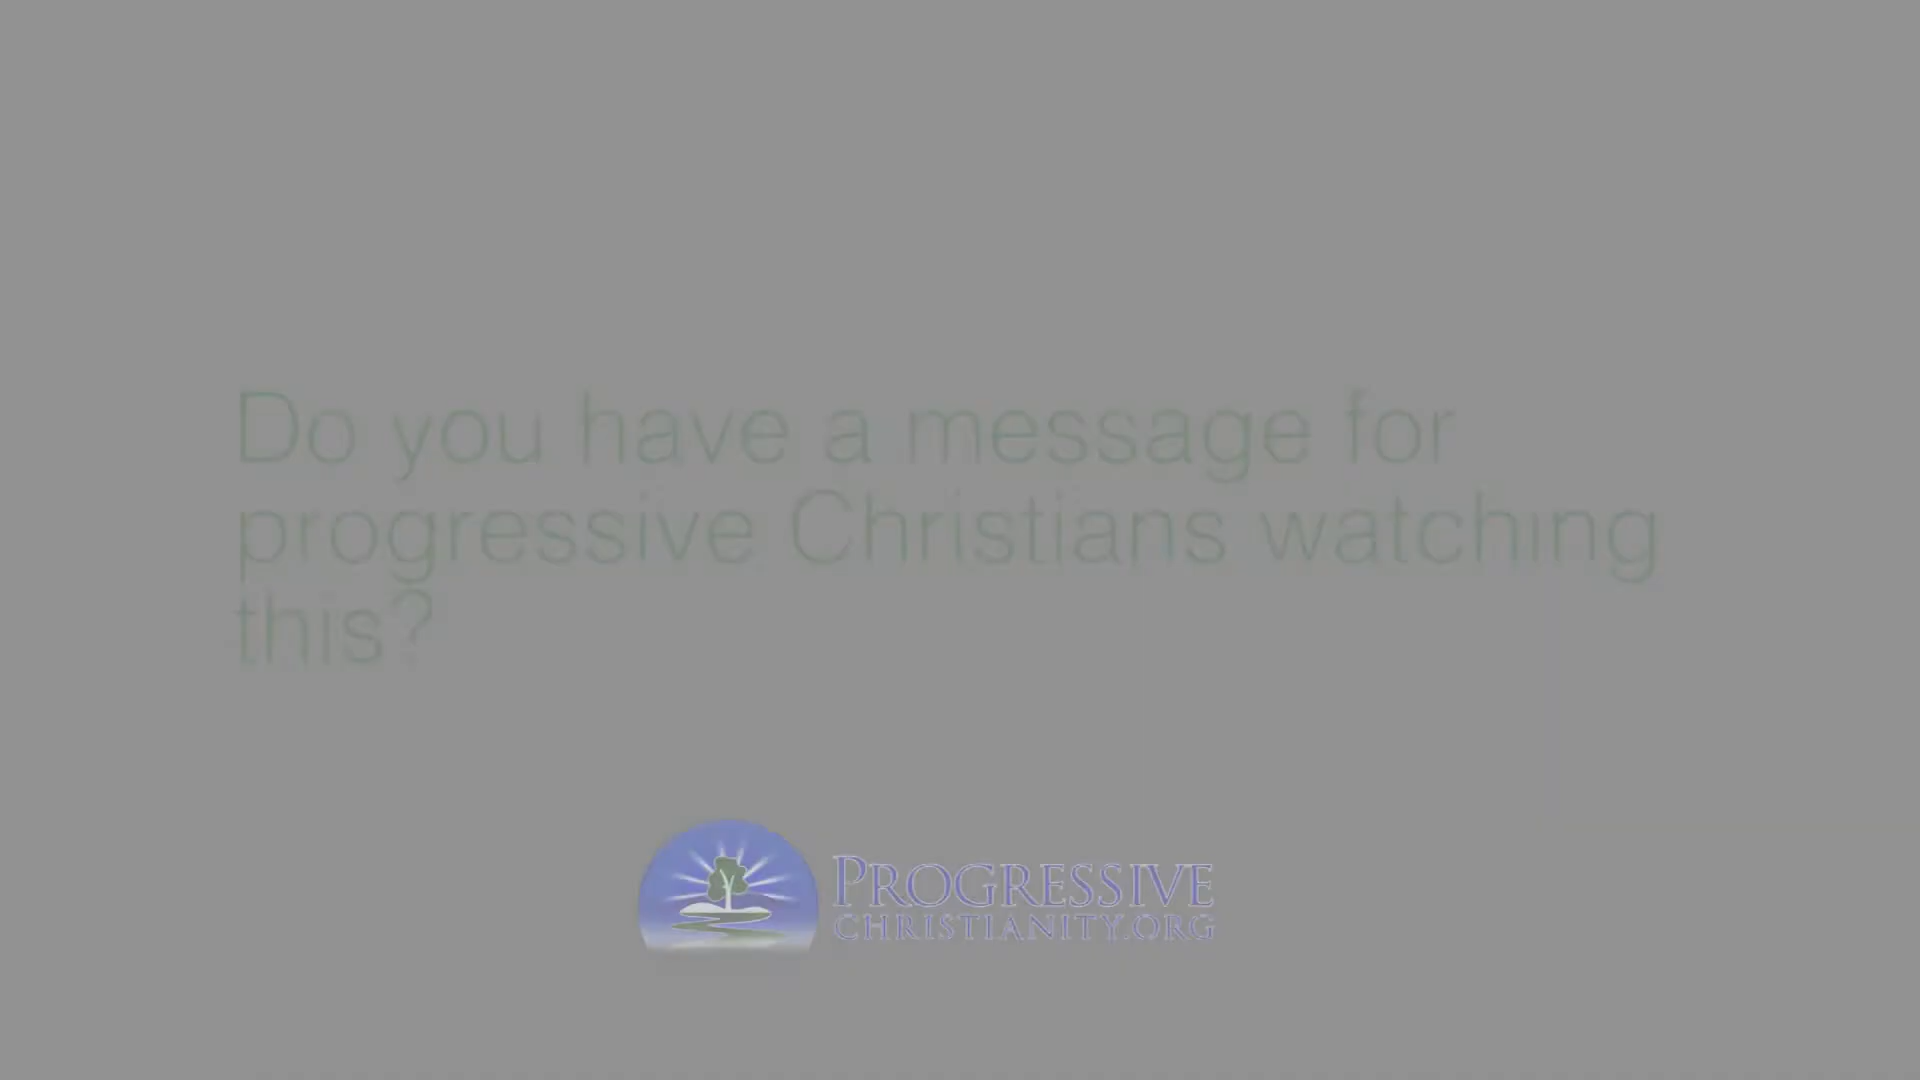 Do you have a message for
progressive Christians watching
this?
PROGRESSIVE
CHRISTIANITY.ORG